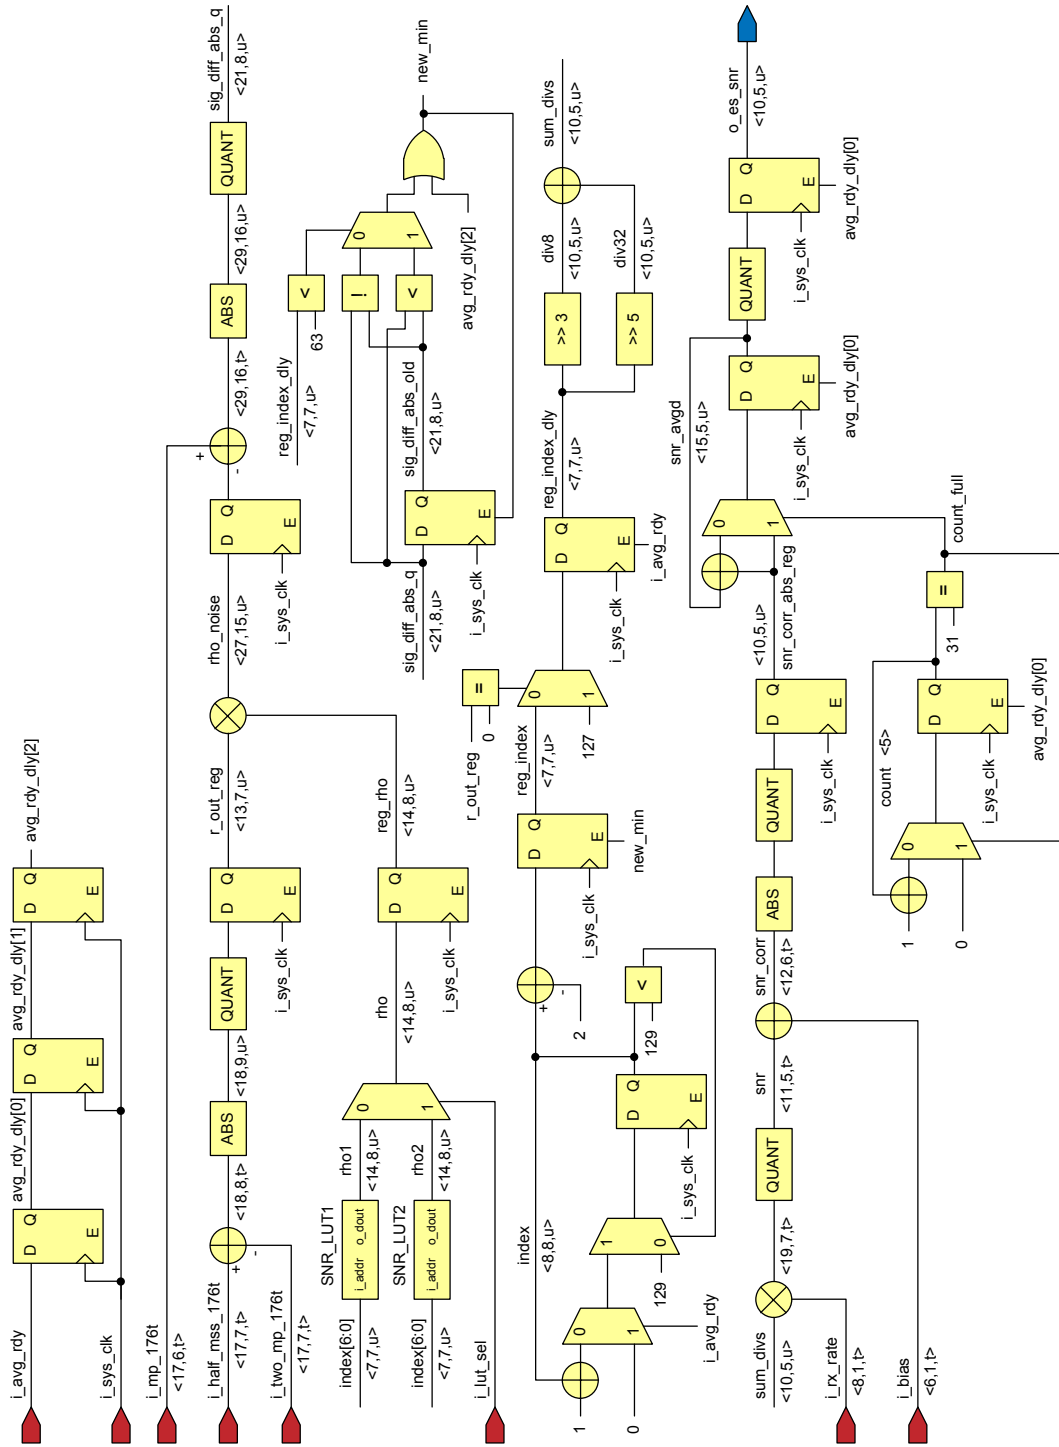 i_avg_rdy
D Q
E
avg_rdy_dly[0]
D Q
E
avg_rdy_dly[1]
D Q
E
avg_rdy_dly[2]
i_sys_clk
i_mp_176t
<17,6,t>
i_half_mss_176t
<17,7,t>
i_two_mp_176t
<17,7,t>
+
-
<18,8,t>
ABS
<18,9,u>
QUANT
D Q
E
i_sys_clk
r_out_reg
<13,7,u>
rho_noise
<27,15,u>
D Q
E
i_sys_clk
+
-
<29,16,t>
ABS
<29,16,u>
QUANT
sig_diff_abs_q
<21,8,u>
index[6:0]
<7,7,u>
SNR_LUT1
i_addr o_dout
rho1
<14,8,u>
index[6:0]
<7,7,u>
SNR_LUT2
i_addr o_dout
rho2
<14,8,u>
i_lut_sel
0
1
rho
<14,8,u>
D Q
E
i_sys_clk
reg_rho
<14,8,u>
reg_index_dly
<7,7,u>
63
<
!
<
0
1
avg_rdy_dly[2]
new_min
sig_diff_abs_q
<21,8,u>
D Q
E
i_sys_clk
sig_diff_abs_old
<21,8,u>
1
0
0
1
i_avg_rdy
index
<8,8,u>
129
1
0
D Q
E
i_sys_clk
129
<
+
-
2
D Q
E
i_sys_clk
new_min
reg_index
<7,7,u>
r_out_reg
0
=
0
1
127
D Q
E
i_sys_clk
i_avg_rdy
reg_index_dly
<7,7,u>
>> 3
>> 5
div8
<10,5,u>
div32
<10,5,u>
sum_divs
<10,5,u>
sum_divs
<10,5,u>
i_rx_rate
<8,1,t>
i_bias
<6,1,t>
<19,7,t>
QUANT
snr
<11,5,t>
snr_corr
<12,6,t>
ABS
QUANT
D Q
E
i_sys_clk
<10,5,u>
snr_corr_abs_reg
0
1
snr_avgd
<15,5,u>
D Q
E
i_sys_clk
avg_rdy_dly[0]
QUANT
D Q
E
i_sys_clk
avg_rdy_dly[0]
o_es_snr
<10,5,u>
1
0
0
1
count <5>
D Q
E
i_sys_clk
avg_rdy_dly[0]
31
=
count_full